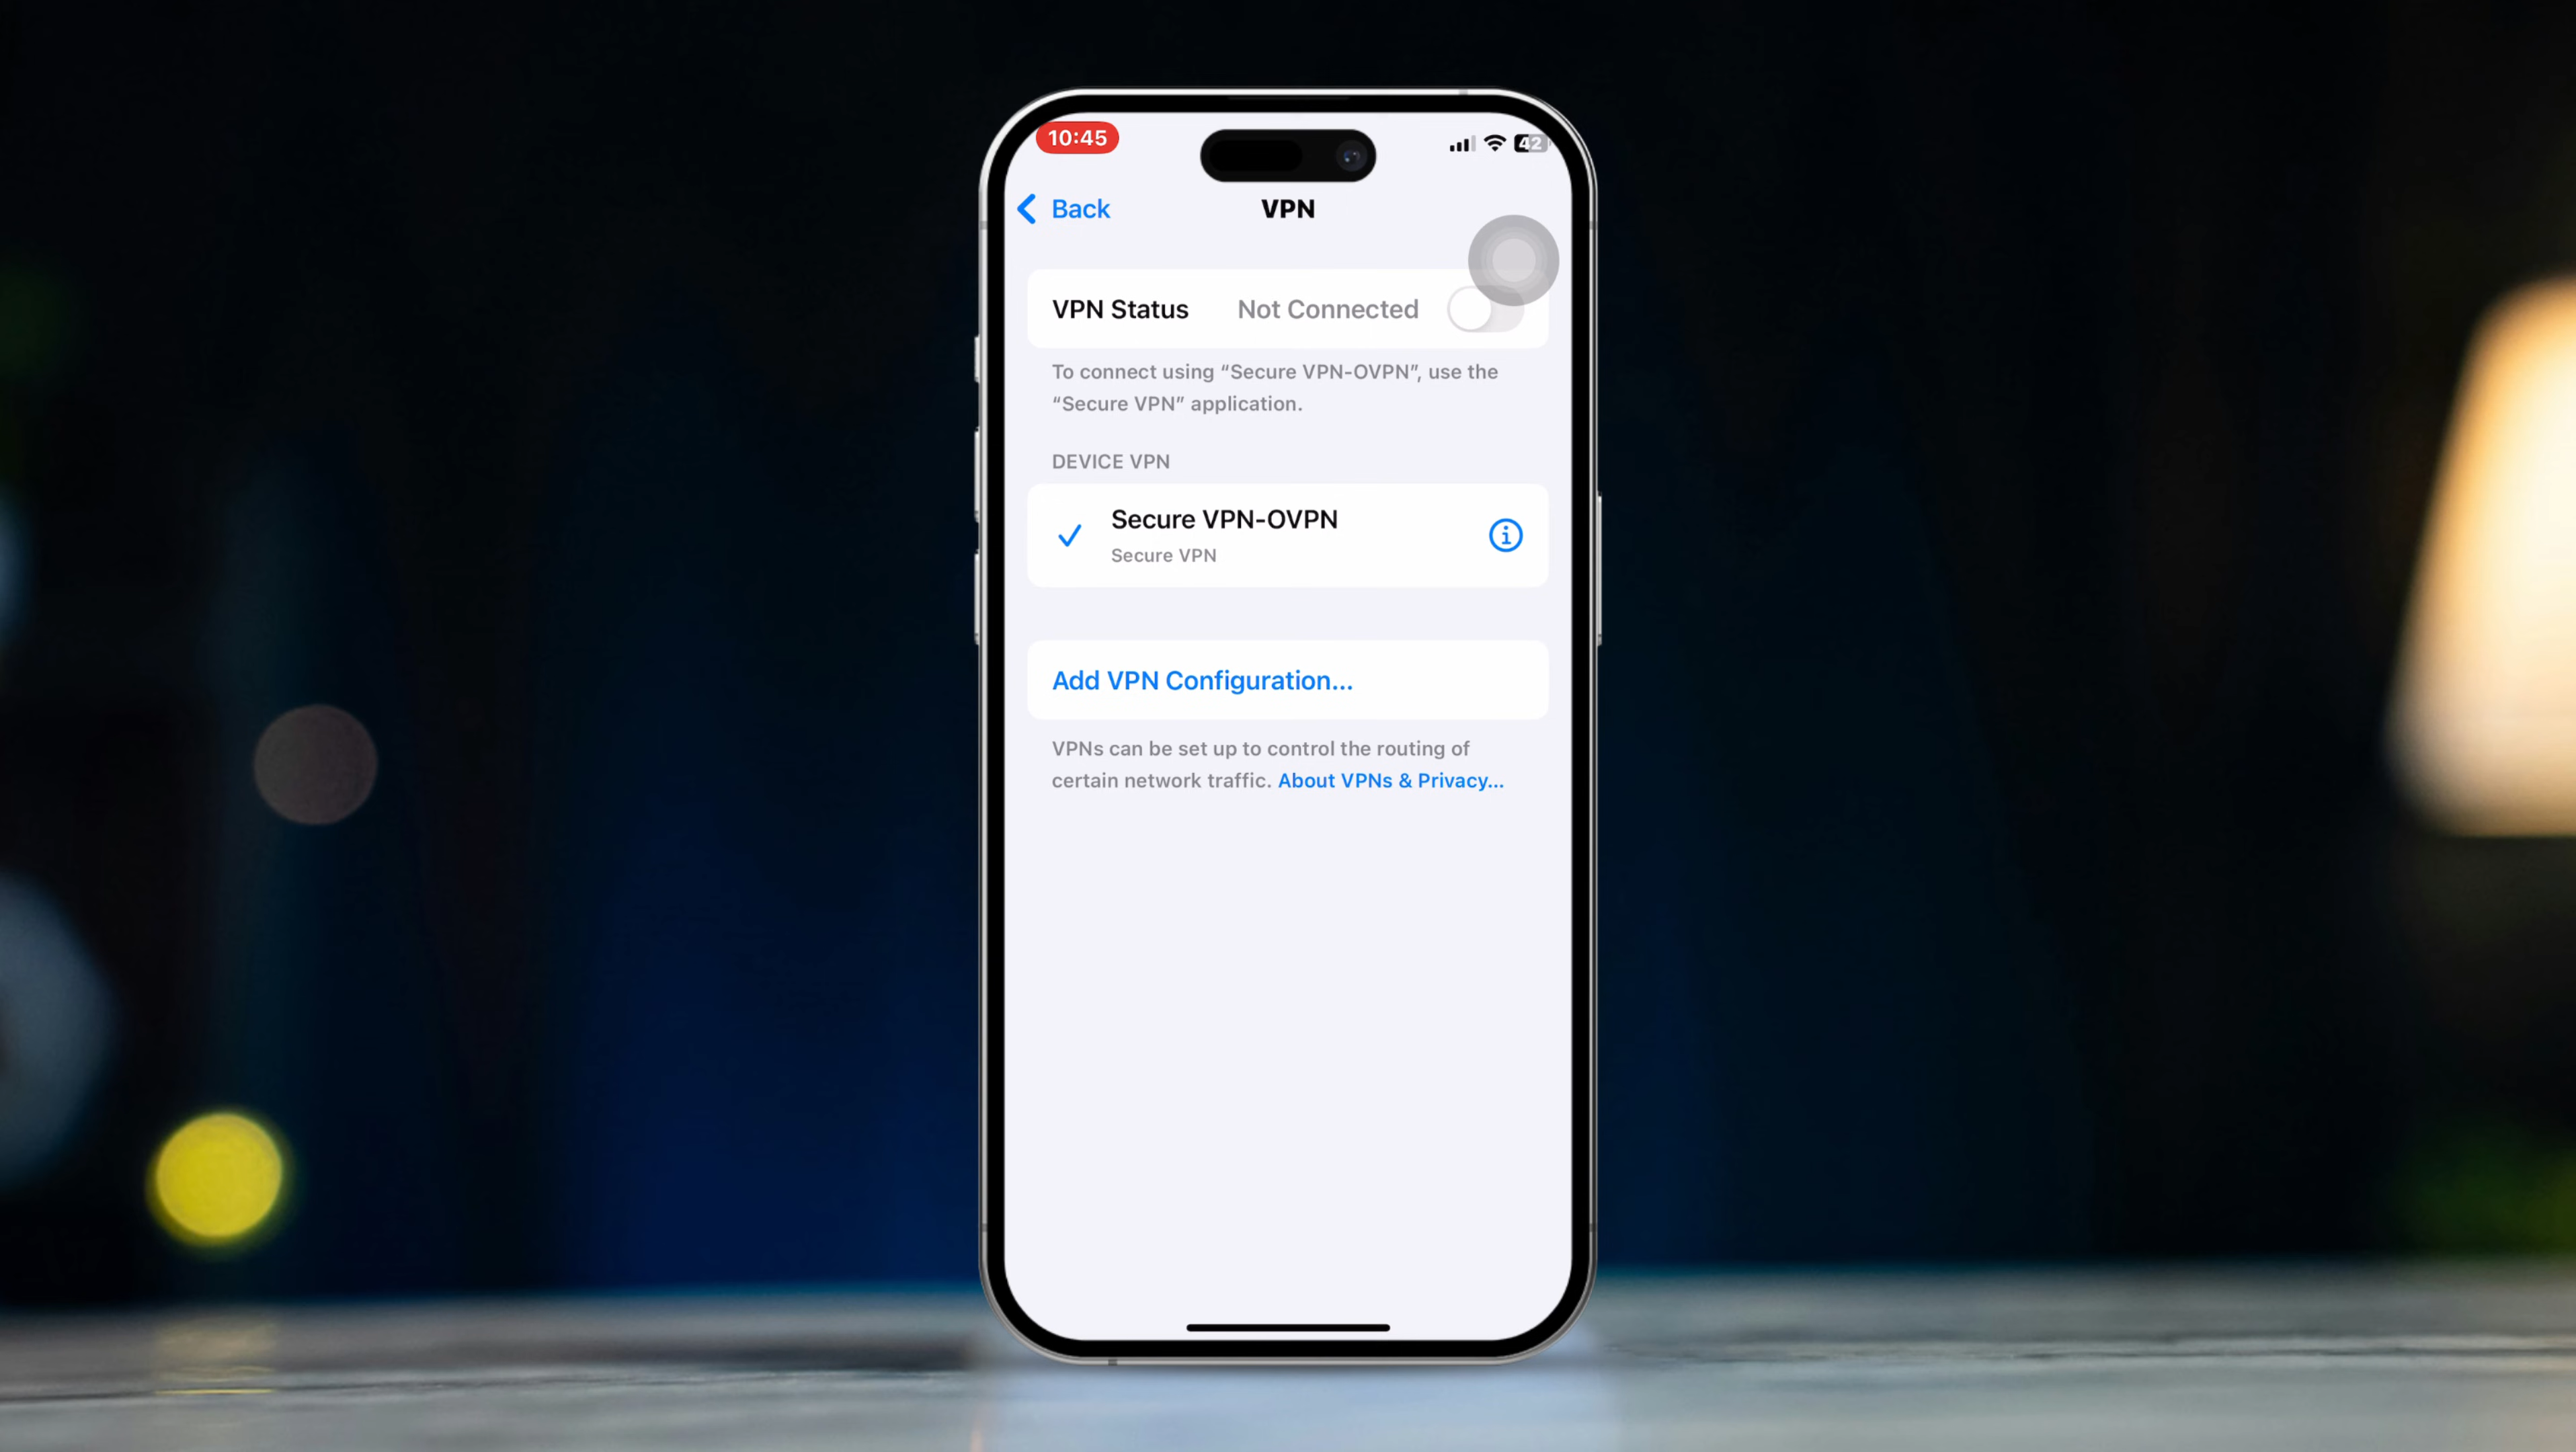 10:45
42
Back
VPN
VPN Status Not Connected
To connect using “Secure VPN-OVPN”, use the
“Secure VPN” application.
DEVICE VPN
Secure VPN-OVPN
Secure VPN
Add VPN Configuration...
VPNs can be set up to control the routing of
certain network traffic. About VPNs & Privacy...